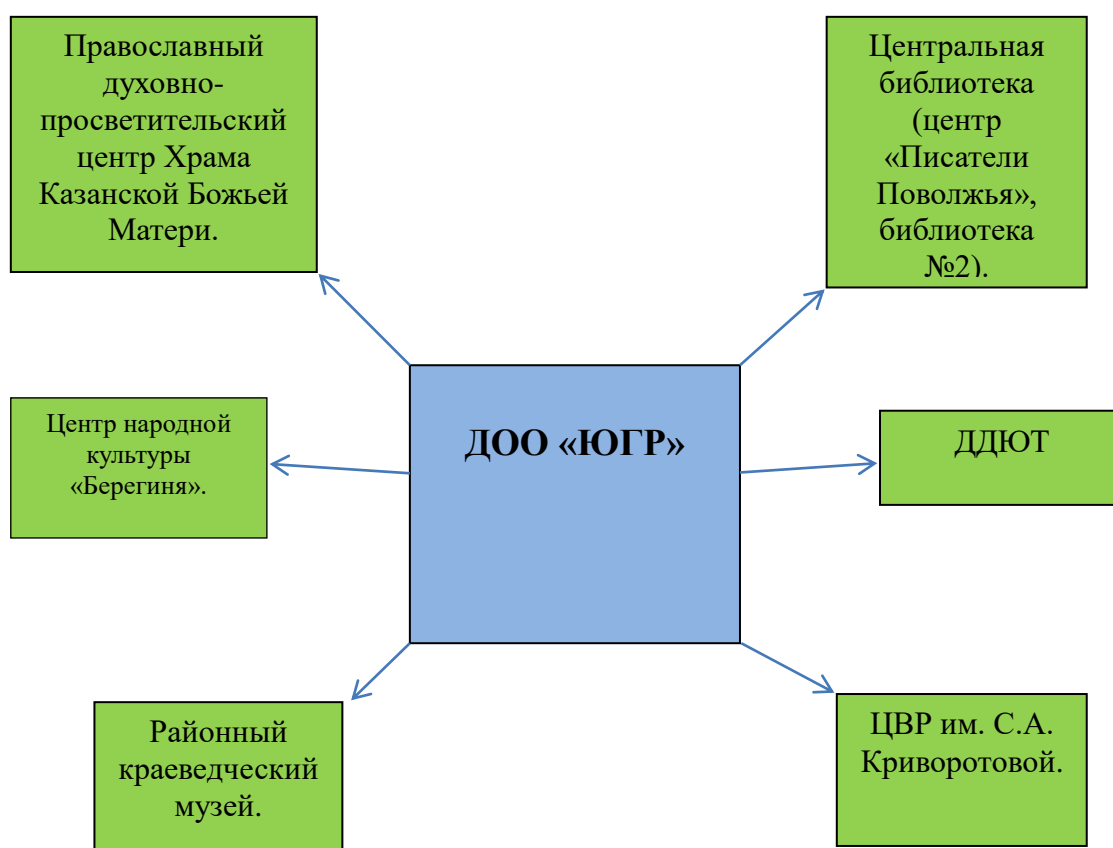 Православный
духовно-
просветительский
центр Храма
Казанской Божьей
Матери.
Центральная
библиотека
(центр
«Писатели
Поволжья»,
библиотека
№2).
Центр народной
культуры
«Берегиня».
ДОО «ЮГР»
ДДЮТ
Районный
краеведческий
музей.
ЦВР им. С.А.
Криворотовой.